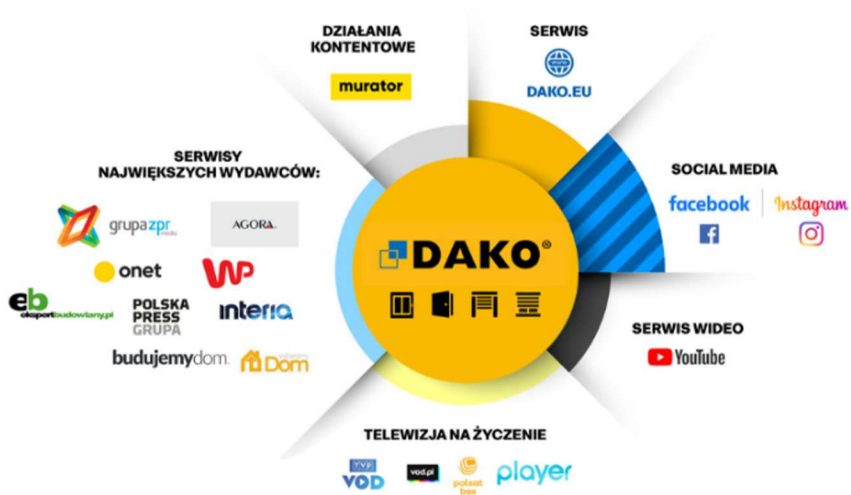 DZIAŁANIA
KONTENTOWE
murator
SERWIS
DAKO.EU
SERWISY
NAJWIĘKSZYCH WYDAWCÓW:
grupazpr
media
AGORA
onet
WP
eb
eksportbudowlany.pl
POLSKA
PRESS
GRUPA
interia
budujemydom
Dom
SOCIAL MEDIA
facebook
Instagram
DAKO®
SERWIS WIDEO
YouTube
TELEWIZJA NA ŻYCZENIE
TVP
VOD
vod.pl
polsat
box
player